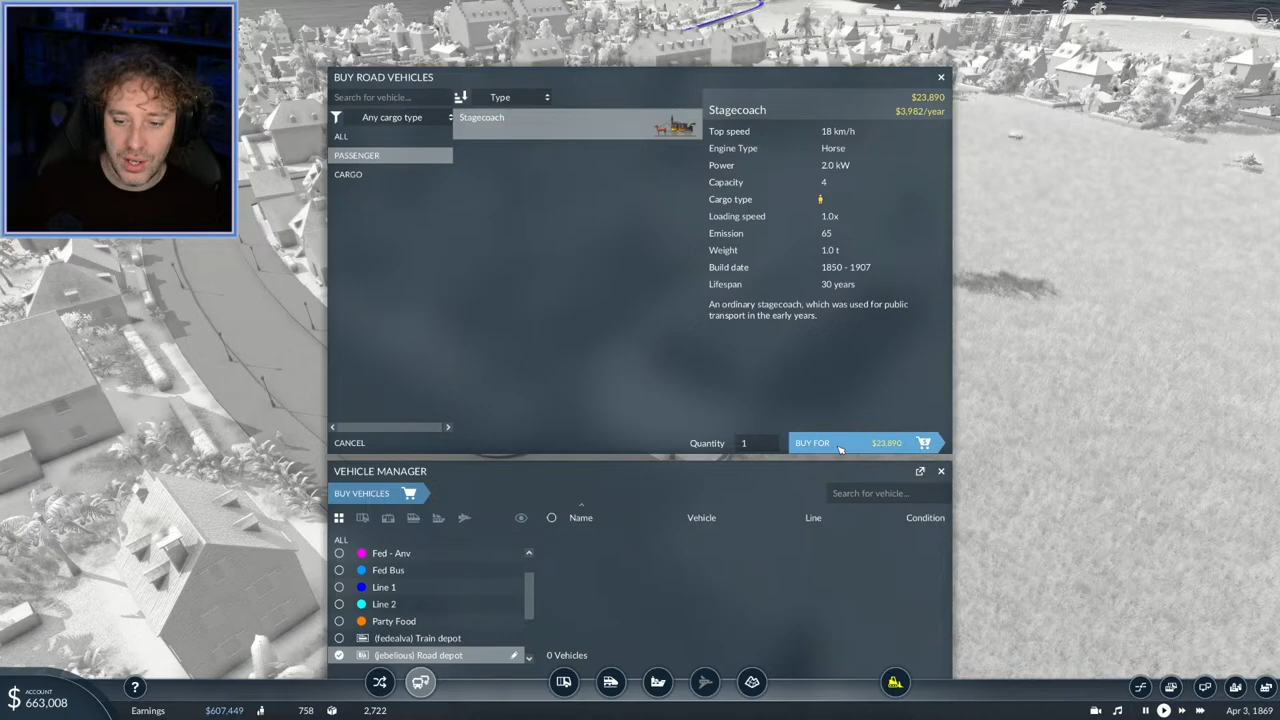 BUY ROAD VEHICLES
Search for vehicle...
Type
Any cargo type
ALL
PASSENGER
CARGO
Stagecoach
$23,890
$3,982/year
Stagecoach
Top speed 18 km/h
Engine Type Horse
Power 2.0 kW
Capacity 4
Cargo type
Loading speed 1.0x
Emission 65
Weight 1.0 t
Build date 1850 - 1907
Lifespan 30 years
An ordinary stagecoach, which was used for public
transport in the early years.
CANCEL
Quantity 1
BUY FOR $23,890
VEHICLE MANAGER
BUY VEHICLES
Search for vehicle...
Name Vehicle Line Condition
ALL
Fed - Anv
Fed Bus
Line 1
Line 2
Party Food
(fedealva) Train depot
(jebelious) Road depot
0 Vehicles
ACCOUNT
$ 663,008
?
Earnings $607,449 758 2,722
Apr 3, 1869